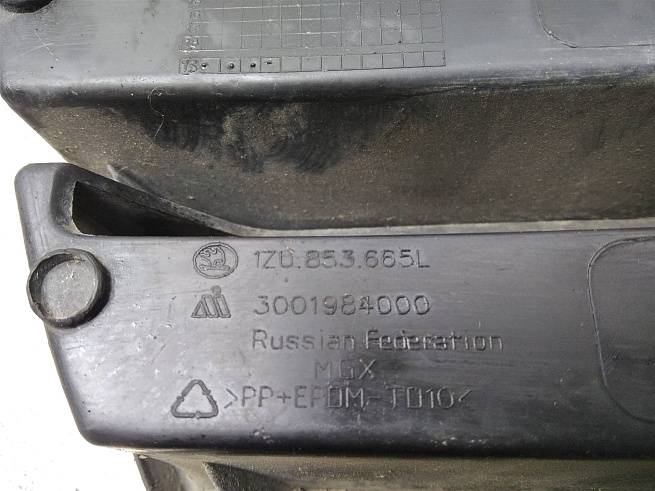 1Z0.853.665L
3001984000
Russian Federation
MGX
>PP+EPDM-TD10<